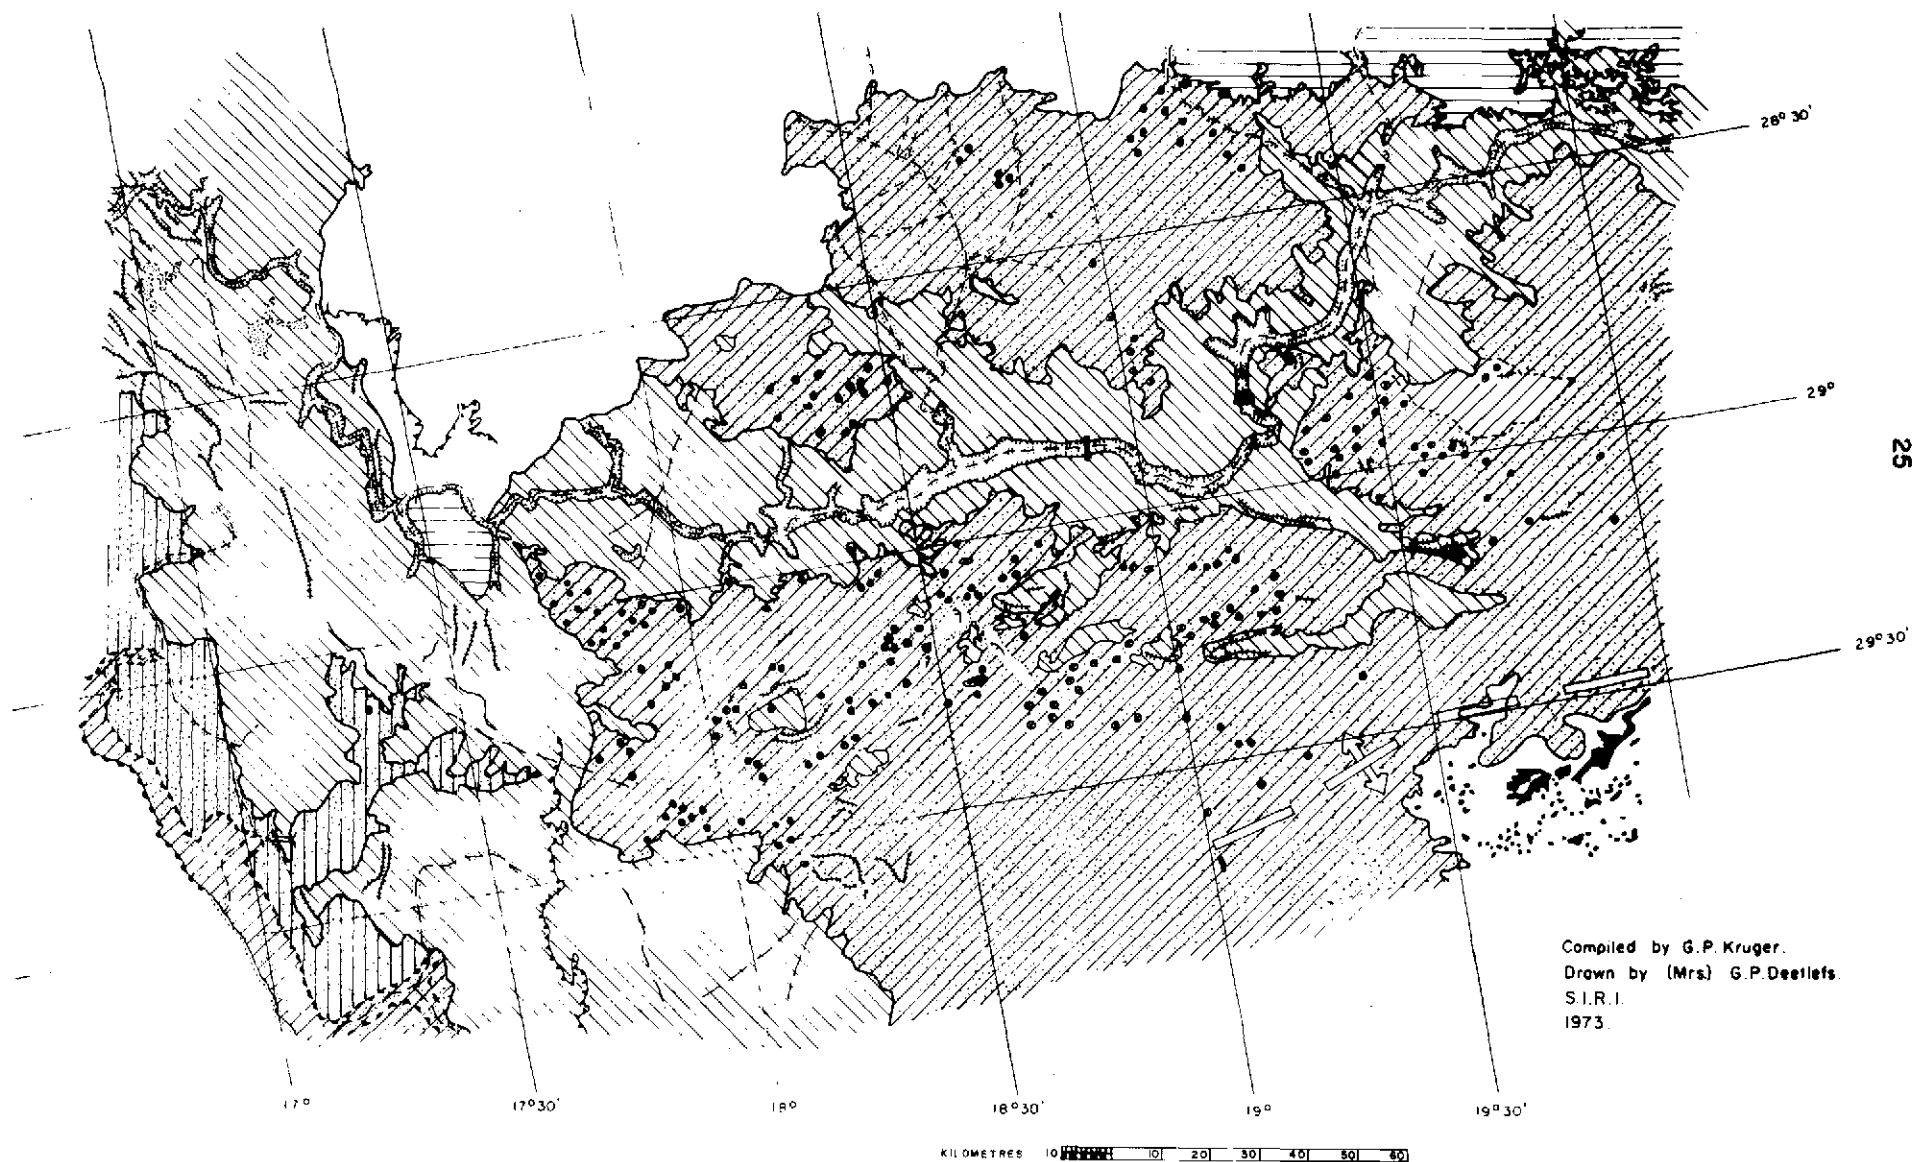 28° 30'
29°
25
29° 30'
Compiled by G.P. Kruger.
Drawn by (Mrs) G.P. Deetlefs.
S.I.R.I.
1973.
17° 17°30' 18° 18°30' 19° 19°30'
KILOMETRES 10 10 20 30 40 50 60